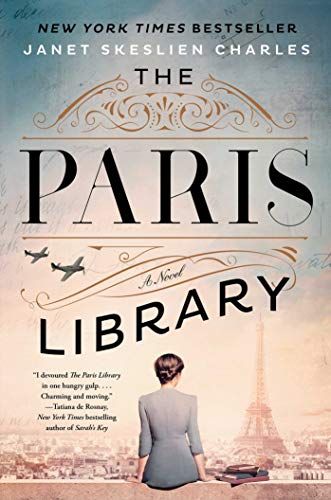 NEW YORK TIMES BESTSELLER
JANET SKESLIEN CHARLES
THE
PARIS
A Novel
LIBRARY
“I devoured The Paris Library
in one hungry gulp. . . .
Charming and moving.”
—Tatiana de Rosnay,
New York Times bestselling
author of Sarah’s Key